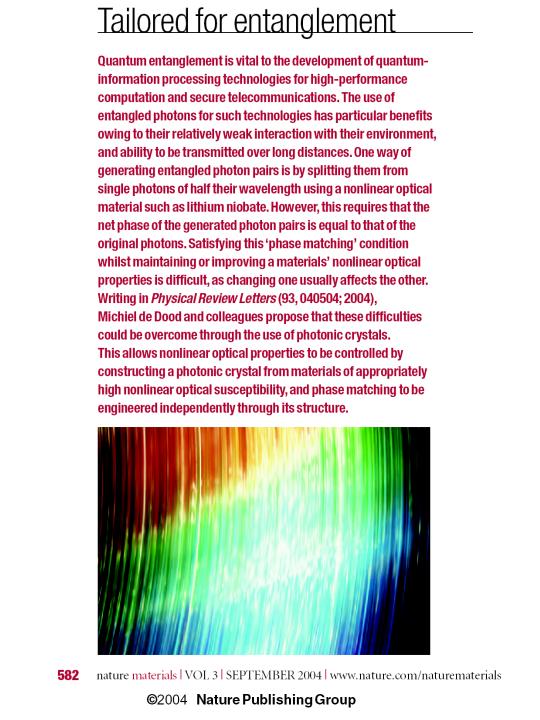 Tailored for entanglement
Quantum entanglement is vital to the development of quantum-
information processing technologies for high-performance
computation and secure telecommunications. The use of
entangled photons for such technologies has particular benefits
owing to their relatively weak interaction with their environment,
and ability to be transmitted over long distances. One way of
generating entangled photon pairs is by splitting them from
single photons of half their wavelength using a nonlinear optical
material such as lithium niobate. However, this requires that the
net phase of the generated photon pairs is equal to that of the
original photons. Satisfying this ‘phase matching’ condition
whilst maintaining or improving a materials’ nonlinear optical
properties is difficult, as changing one usually affects the other.
Writing in Physical Review Letters (93, 040504; 2004),
Michiel de Dood and colleagues propose that these difficulties
could be overcome through the use of photonic crystals.
This allows nonlinear optical properties to be controlled by
constructing a photonic crystal from materials of appropriately
high nonlinear optical susceptibility, and phase matching to be
engineered independently through its structure.
582 nature materials | VOL 3 | SEPTEMBER 2004 | www.nature.com/naturematerials
©2004 Nature Publishing Group